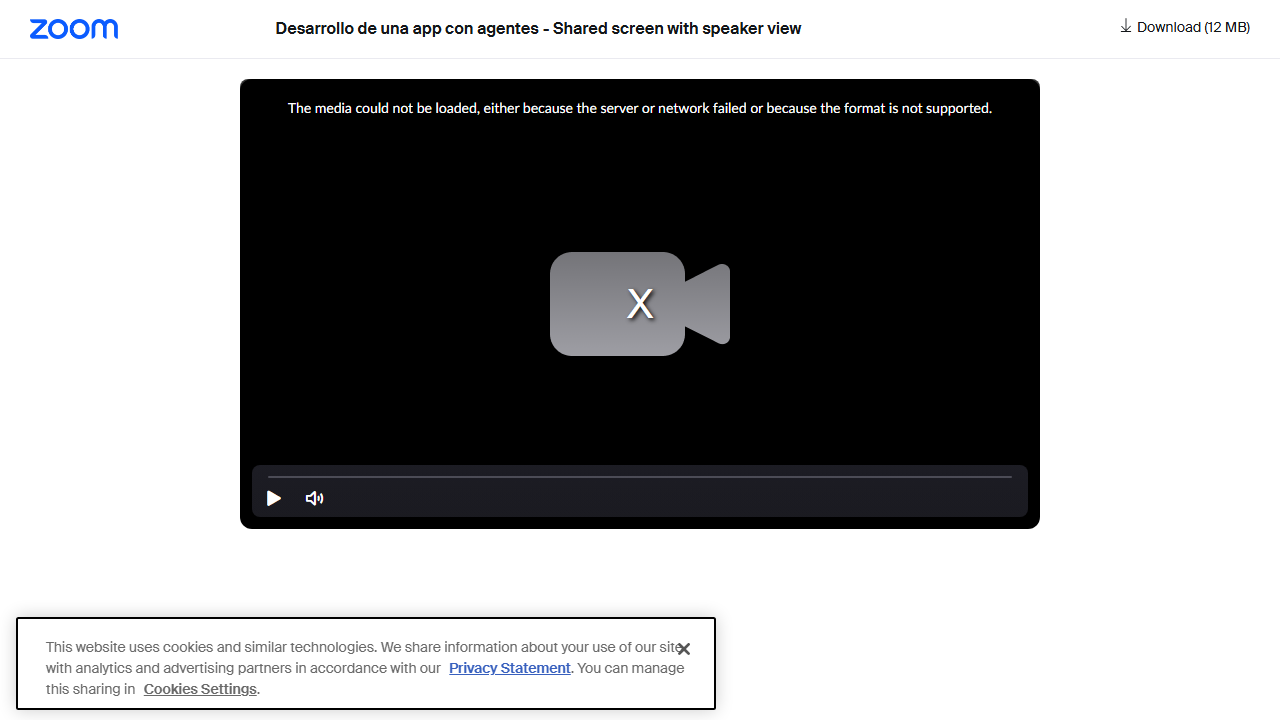 zoom
Desarrollo de una app con agentes - Shared screen with speaker view
Download (12 MB)
The media could not be loaded, either because the server or network failed or because the format is not supported.
X
This website uses cookies and similar technologies. We share information about your use of our site
with analytics and advertising partners in accordance with our Privacy Statement. You can manage
this sharing in Cookies Settings.